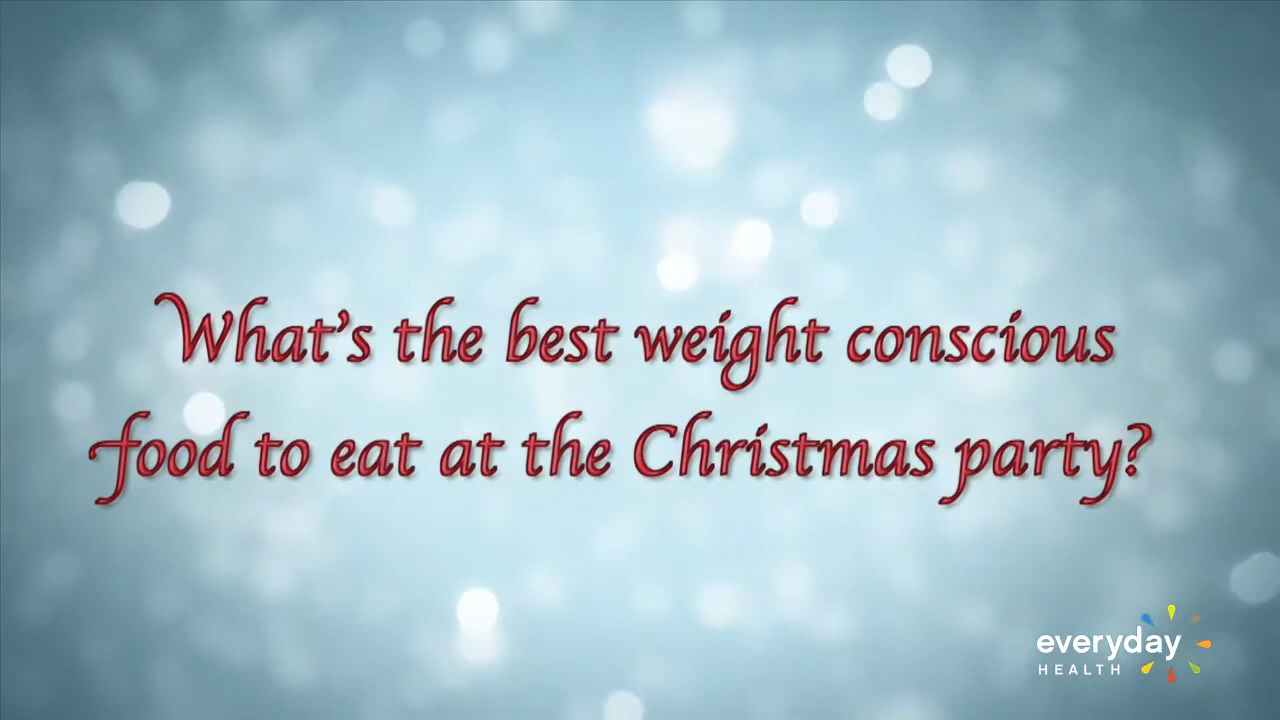 What's the best weight conscious
food to eat at the Christmas party?
everyday
HEALTH